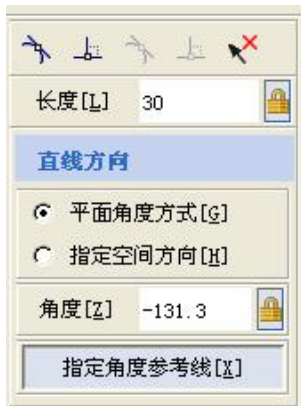 长度[L] 30
直线方向
平面角度方式[G]
指定空间方向[H]
角度[Z] -131.3
指定角度参考线[X]